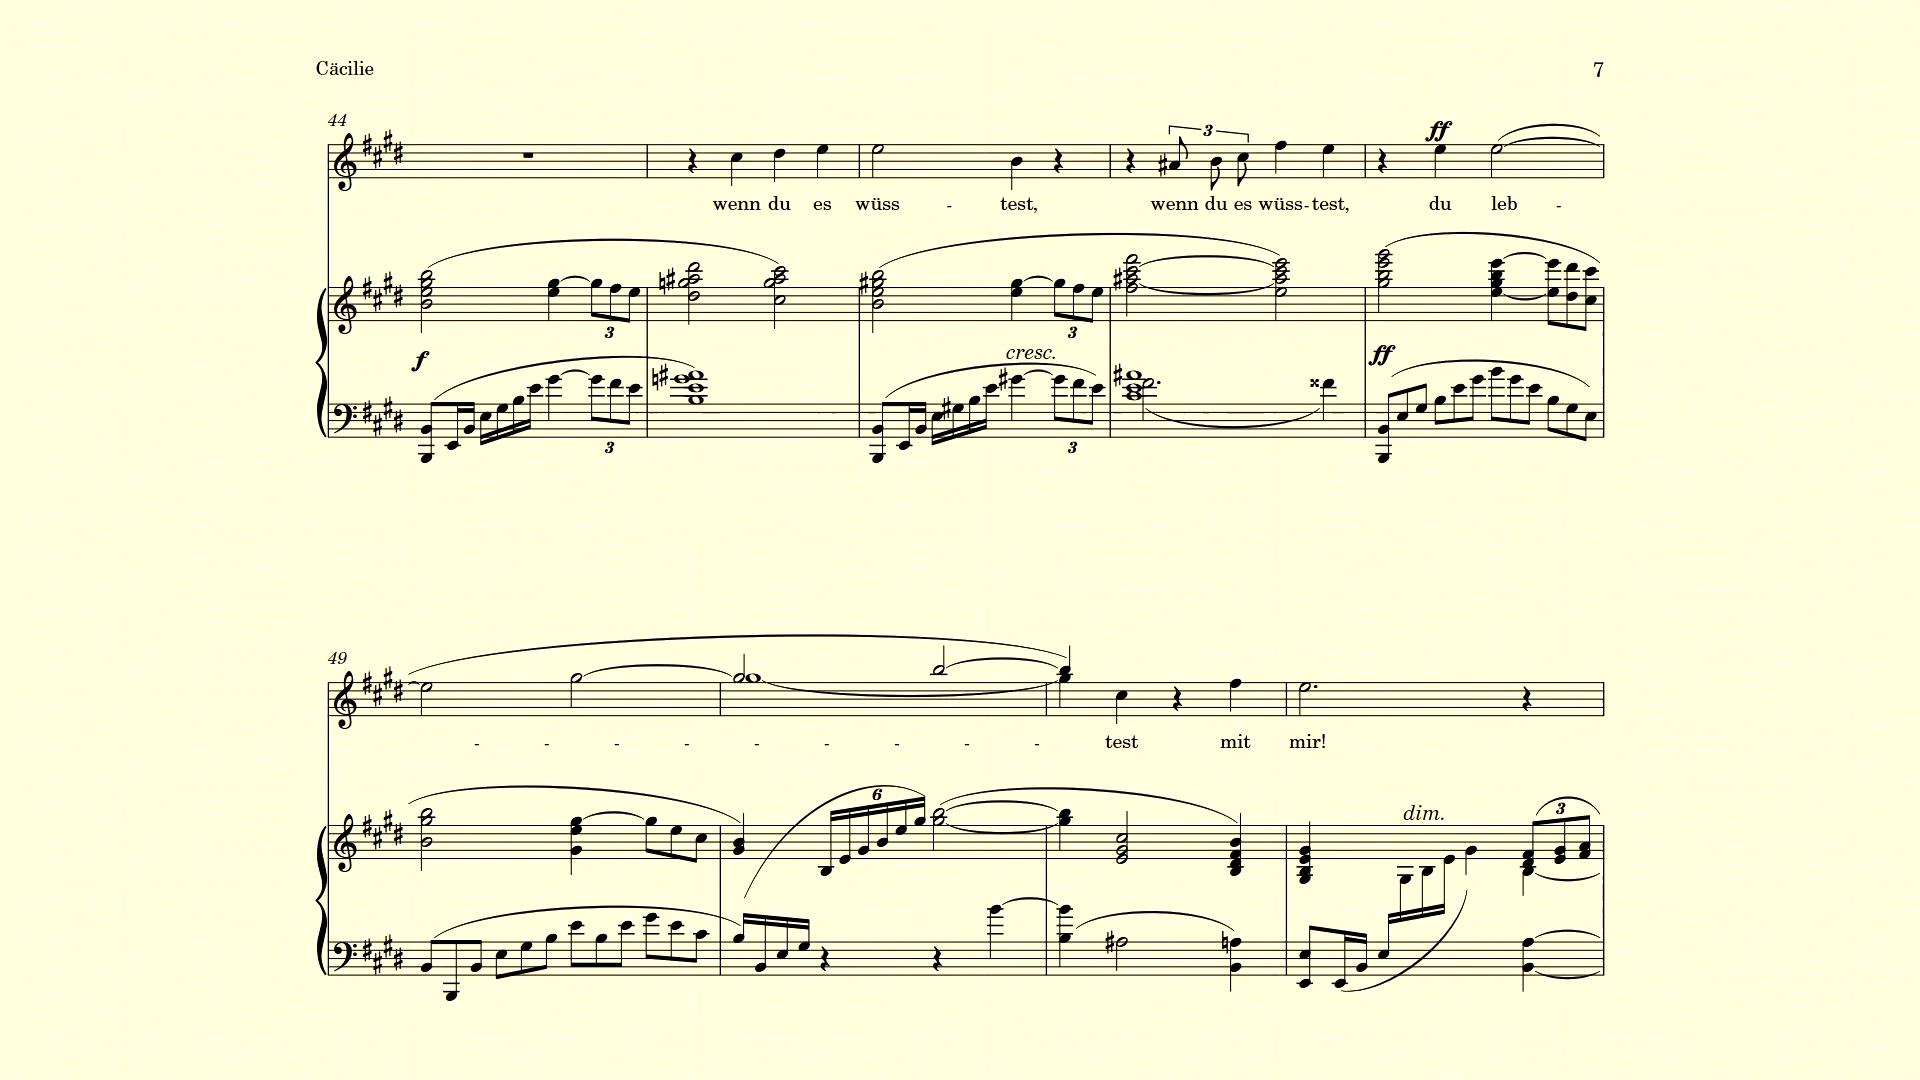 Cäcilie 7
44
3 ff
wenn du es wüss - test, wenn du es wüss-test, du leb -
3 3
f cresc. ff
3 3
49
- - - - - - - - - test mit mir!
6 dim. 3